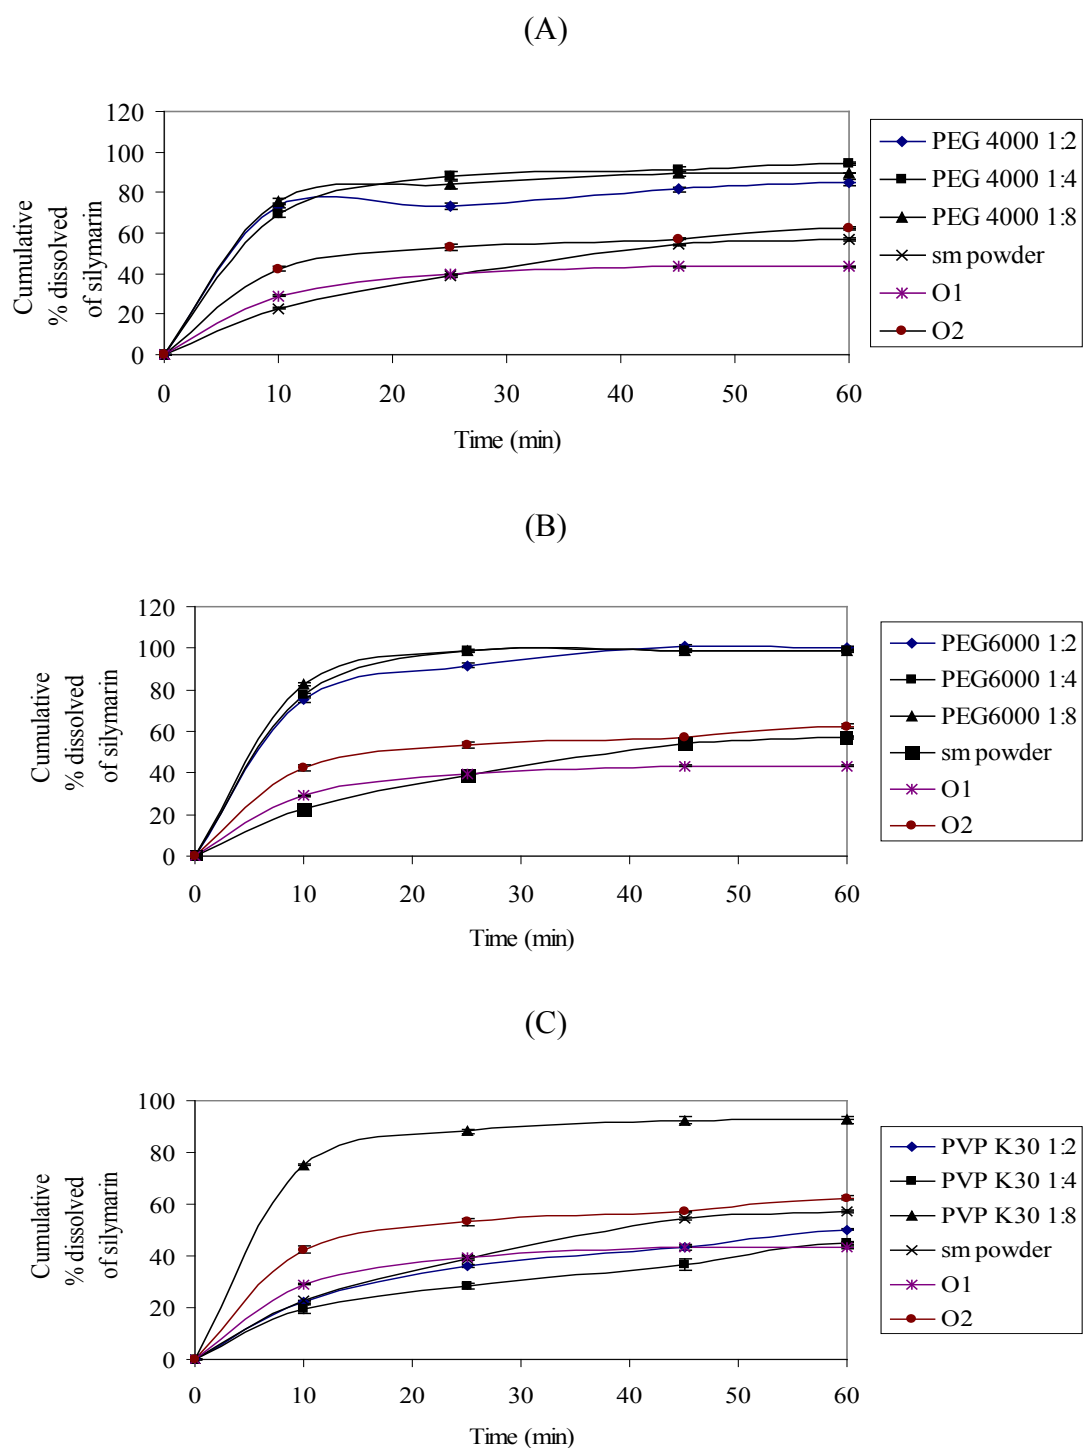 (A)
120
100
80
60
40
20
0
Cumulative
% dissolved
of silymarin
0 10 20 30 40 50 60
Time (min)
PEG 4000 1:2
PEG 4000 1:4
PEG 4000 1:8
sm powder
O1
O2
(B)
120
100
80
60
40
20
0
Cumulative
% dissolved
of silymarin
0 10 20 30 40 50 60
Time (min)
PEG6000 1:2
PEG6000 1:4
PEG6000 1:8
sm powder
O1
O2
(C)
100
80
60
40
20
0
Cumulative
% dissolved
of silymarin
0 10 20 30 40 50 60
Time (min)
PVP K30 1:2
PVP K30 1:4
PVP K30 1:8
sm powder
O1
O2